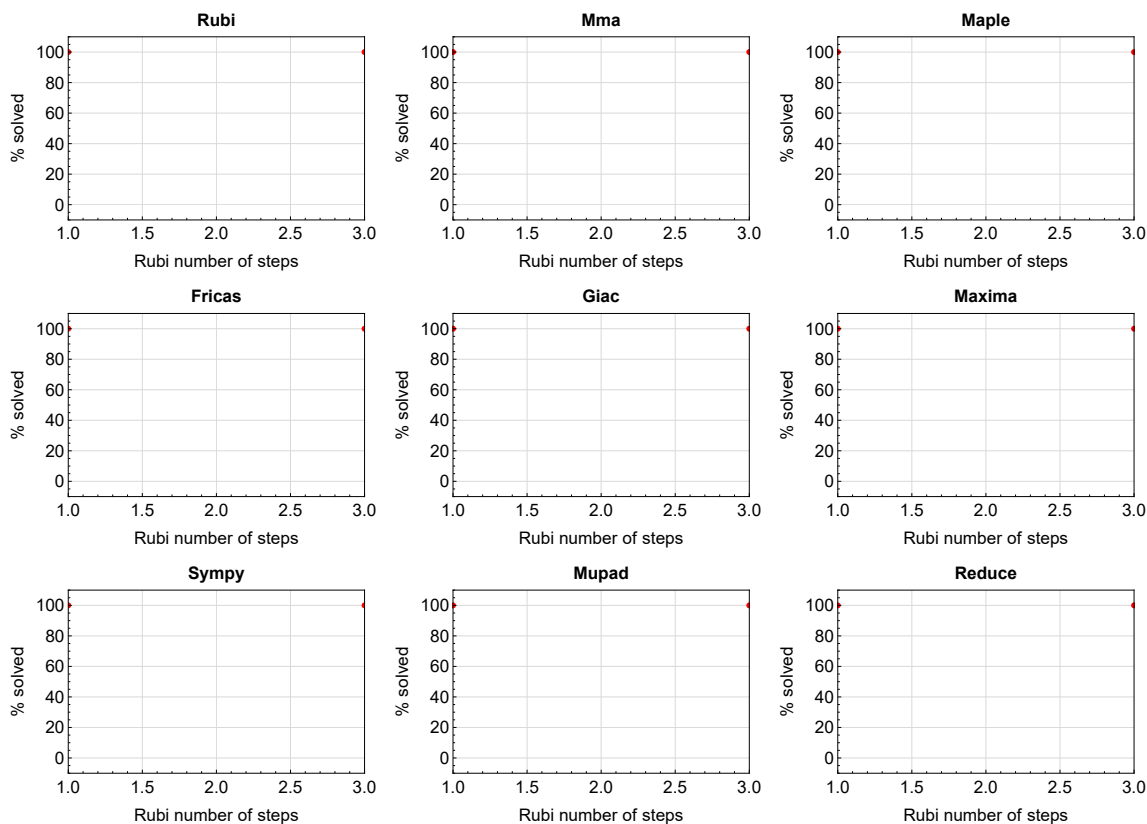 Rubi Mma Maple
100 100 100
80 80 80
60 60 60
40 40 40
20 20 20
0 0 0
% solved % solved % solved
1.0 1.5 2.0 2.5 3.0 1.0 1.5 2.0 2.5 3.0 1.0 1.5 2.0 2.5 3.0
Rubi number of steps Rubi number of steps Rubi number of steps
Fricas Giac Maxima
100 100 100
80 80 80
60 60 60
40 40 40
20 20 20
0 0 0
% solved % solved % solved
1.0 1.5 2.0 2.5 3.0 1.0 1.5 2.0 2.5 3.0 1.0 1.5 2.0 2.5 3.0
Rubi number of steps Rubi number of steps Rubi number of steps
Sympy Mupad Reduce
100 100 100
80 80 80
60 60 60
40 40 40
20 20 20
0 0 0
% solved % solved % solved
1.0 1.5 2.0 2.5 3.0 1.0 1.5 2.0 2.5 3.0 1.0 1.5 2.0 2.5 3.0
Rubi number of steps Rubi number of steps Rubi number of steps